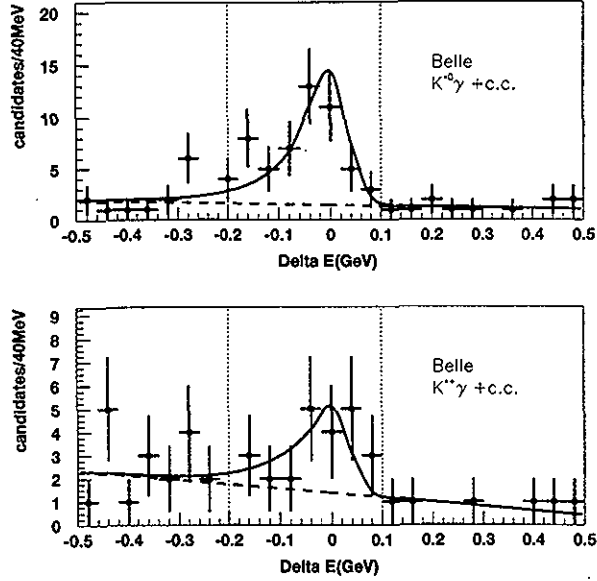 candidates/40MeV
20
15
10
5
0
Belle
K*0γ +c.c.
-0.5 -0.4 -0.3 -0.2 -0.1 0 0.1 0.2 0.3 0.4 0.5
Delta E(GeV)
candidates/40MeV
9
8
7
6
5
4
3
2
1
0
Belle
K*+γ +c.c.
-0.5 -0.4 -0.3 -0.2 -0.1 0 0.1 0.2 0.3 0.4 0.5
Delta E(GeV)